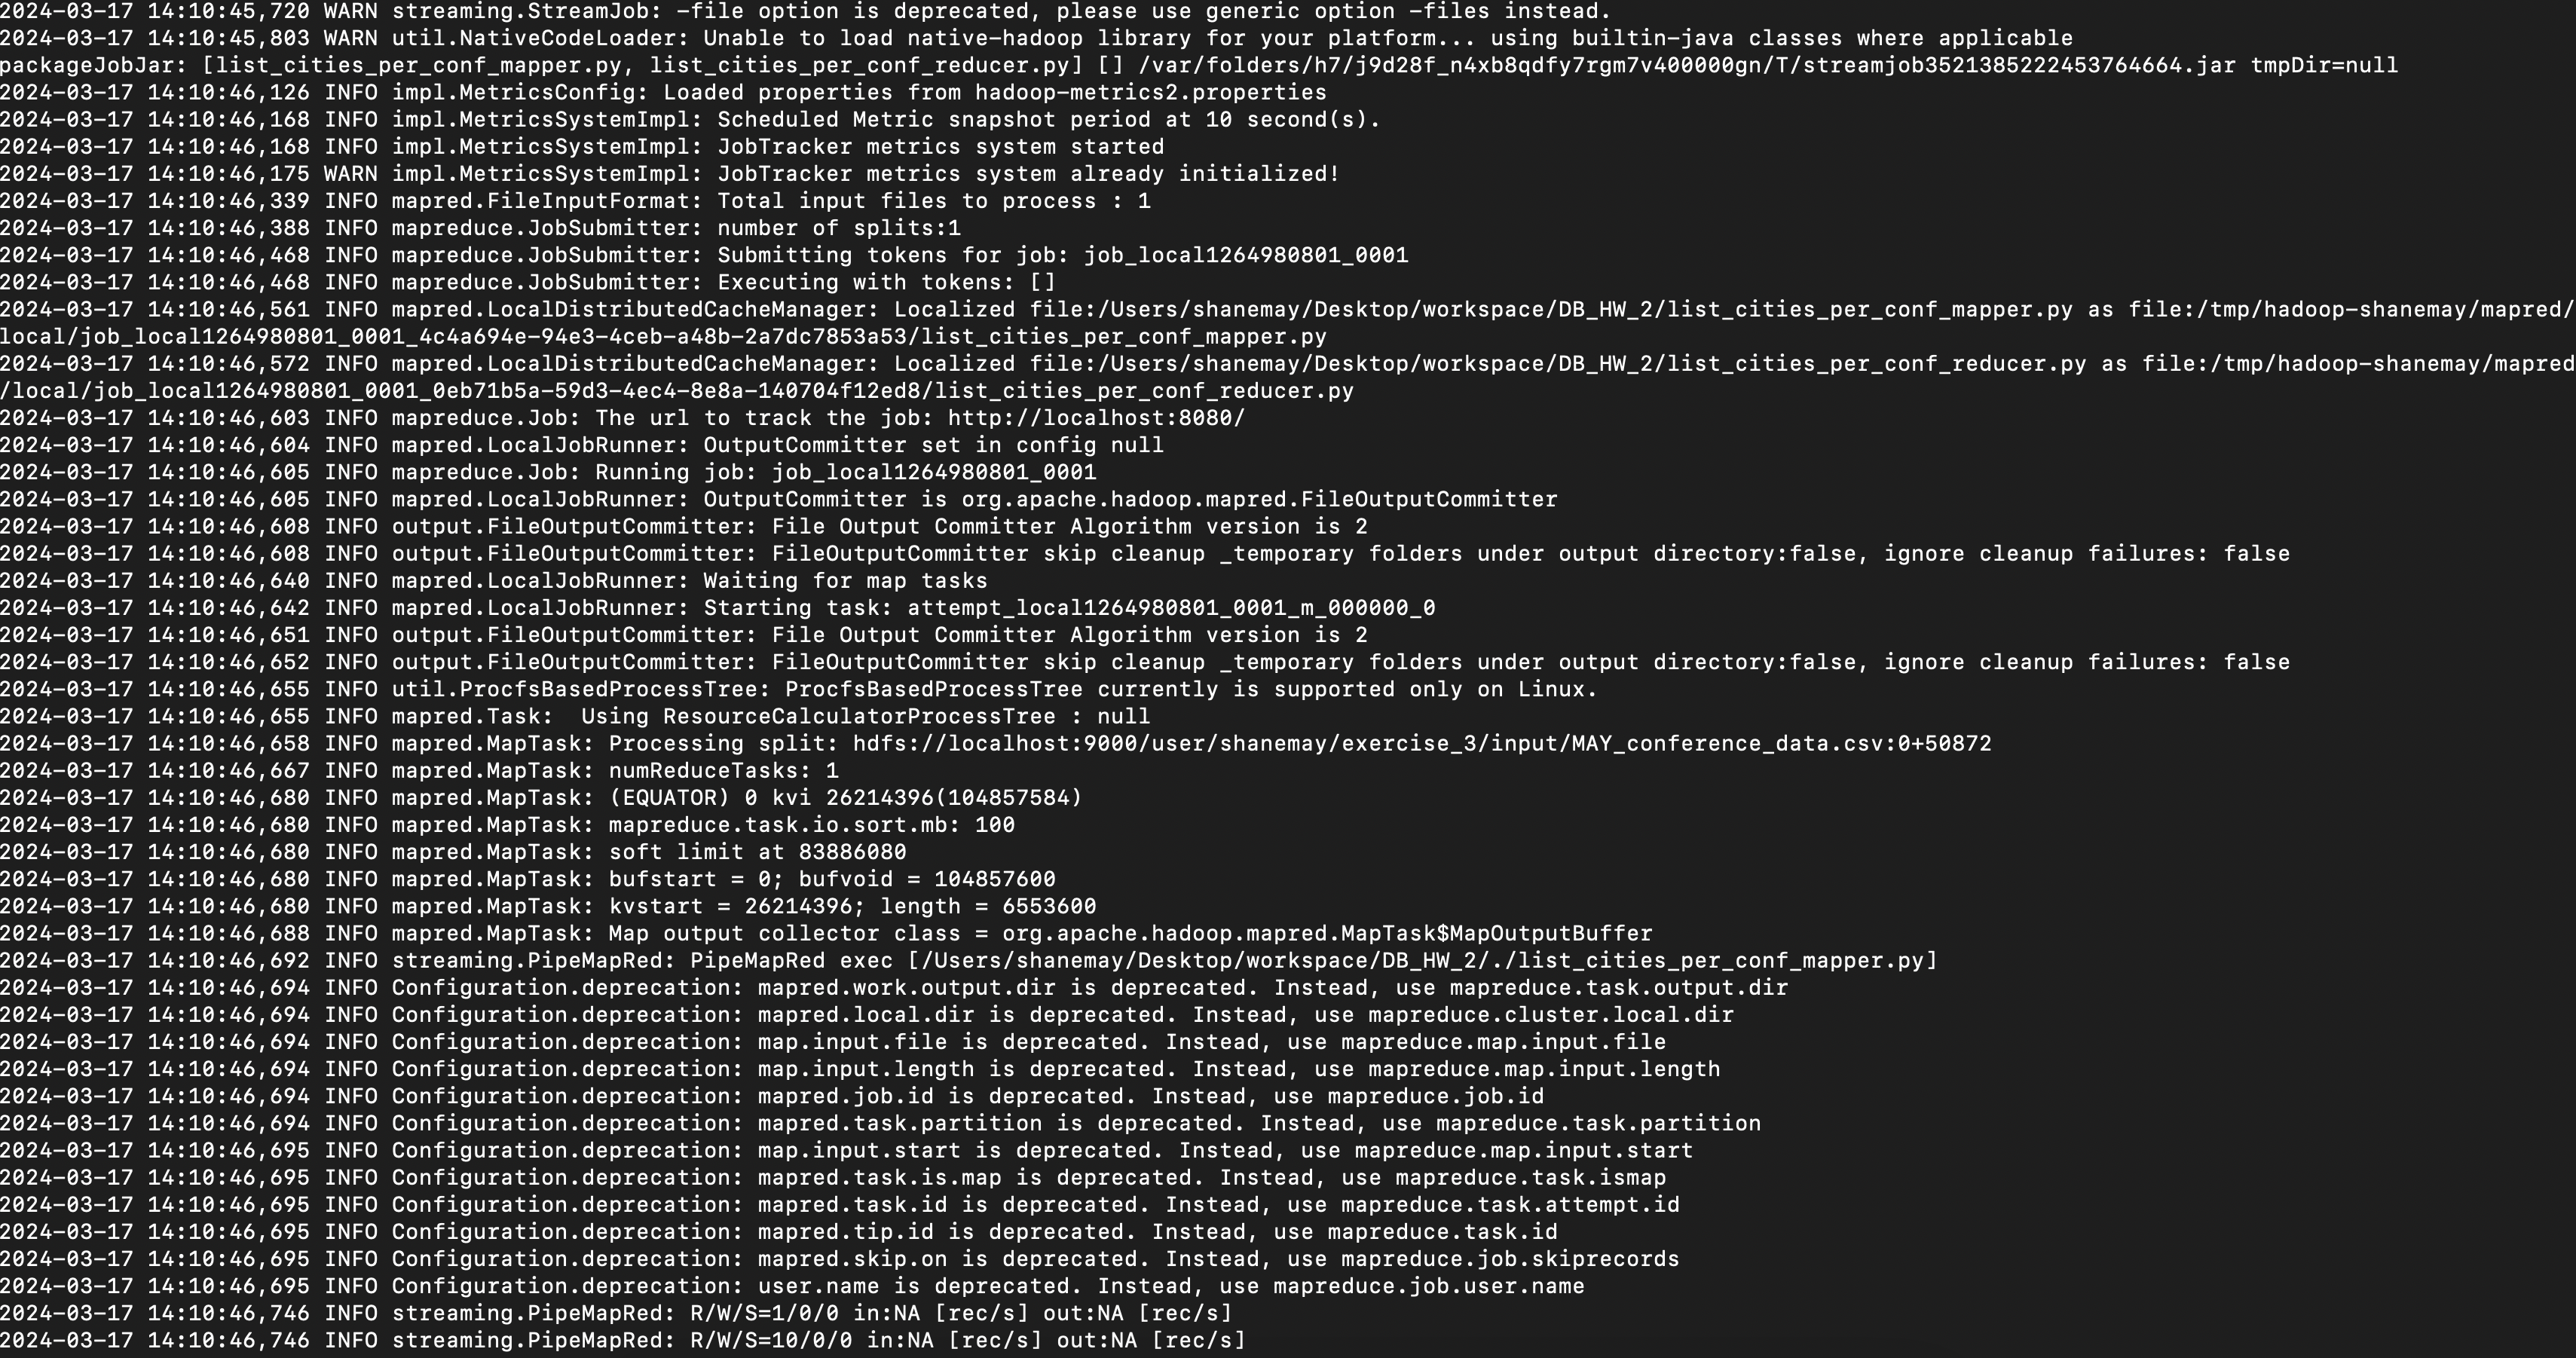 2024-03-17 14:10:45,720 WARN streaming.StreamJob: -file option is deprecated, please use generic option -files instead.
2024-03-17 14:10:45,803 WARN util.NativeCodeLoader: Unable to load native-hadoop library for your platform... using builtin-java classes where applicable
packageJobJar: [list_cities_per_conf_mapper.py, list_cities_per_conf_reducer.py] [] /var/folders/h7/j9d28f_n4xb8qdfy7rgm7v400000gn/T/streamjob3521385222453764664.jar tmpDir=null
2024-03-17 14:10:46,126 INFO impl.MetricsConfig: Loaded properties from hadoop-metrics2.properties
2024-03-17 14:10:46,168 INFO impl.MetricsSystemImpl: Scheduled Metric snapshot period at 10 second(s).
2024-03-17 14:10:46,168 INFO impl.MetricsSystemImpl: JobTracker metrics system started
2024-03-17 14:10:46,175 WARN impl.MetricsSystemImpl: JobTracker metrics system already initialized!
2024-03-17 14:10:46,339 INFO mapred.FileInputFormat: Total input files to process : 1
2024-03-17 14:10:46,388 INFO mapreduce.JobSubmitter: number of splits:1
2024-03-17 14:10:46,468 INFO mapreduce.JobSubmitter: Submitting tokens for job: job_local1264980801_0001
2024-03-17 14:10:46,468 INFO mapreduce.JobSubmitter: Executing with tokens: []
2024-03-17 14:10:46,561 INFO mapred.LocalDistributedCacheManager: Localized file:/Users/shanemay/Desktop/workspace/DB_HW_2/list_cities_per_conf_mapper.py as file:/tmp/hadoop-shanemay/mapred/
local/job_local1264980801_0001_4c4a694e-94e3-4ceb-a48b-2a7dc7853a53/list_cities_per_conf_mapper.py
2024-03-17 14:10:46,572 INFO mapred.LocalDistributedCacheManager: Localized file:/Users/shanemay/Desktop/workspace/DB_HW_2/list_cities_per_conf_reducer.py as file:/tmp/hadoop-shanemay/mapred
/local/job_local1264980801_0001_0eb71b5a-59d3-4ec4-8e8a-140704f12ed8/list_cities_per_conf_reducer.py
2024-03-17 14:10:46,603 INFO mapreduce.Job: The url to track the job: http://localhost:8080/
2024-03-17 14:10:46,604 INFO mapred.LocalJobRunner: OutputCommitter set in config null
2024-03-17 14:10:46,605 INFO mapreduce.Job: Running job: job_local1264980801_0001
2024-03-17 14:10:46,605 INFO mapred.LocalJobRunner: OutputCommitter is org.apache.hadoop.mapred.FileOutputCommitter
2024-03-17 14:10:46,608 INFO output.FileOutputCommitter: File Output Committer Algorithm version is 2
2024-03-17 14:10:46,608 INFO output.FileOutputCommitter: FileOutputCommitter skip cleanup _temporary folders under output directory:false, ignore cleanup failures: false
2024-03-17 14:10:46,640 INFO mapred.LocalJobRunner: Waiting for map tasks
2024-03-17 14:10:46,642 INFO mapred.LocalJobRunner: Starting task: attempt_local1264980801_0001_m_000000_0
2024-03-17 14:10:46,651 INFO output.FileOutputCommitter: File Output Committer Algorithm version is 2
2024-03-17 14:10:46,652 INFO output.FileOutputCommitter: FileOutputCommitter skip cleanup _temporary folders under output directory:false, ignore cleanup failures: false
2024-03-17 14:10:46,655 INFO util.ProcfsBasedProcessTree: ProcfsBasedProcessTree currently is supported only on Linux.
2024-03-17 14:10:46,655 INFO mapred.Task:  Using ResourceCalculatorProcessTree : null
2024-03-17 14:10:46,658 INFO mapred.MapTask: Processing split: hdfs://localhost:9000/user/shanemay/exercise_3/input/MAY_conference_data.csv:0+50872
2024-03-17 14:10:46,667 INFO mapred.MapTask: numReduceTasks: 1
2024-03-17 14:10:46,680 INFO mapred.MapTask: (EQUATOR) 0 kvi 26214396(104857584)
2024-03-17 14:10:46,680 INFO mapred.MapTask: mapreduce.task.io.sort.mb: 100
2024-03-17 14:10:46,680 INFO mapred.MapTask: soft limit at 83886080
2024-03-17 14:10:46,680 INFO mapred.MapTask: bufstart = 0; bufvoid = 104857600
2024-03-17 14:10:46,680 INFO mapred.MapTask: kvstart = 26214396; length = 6553600
2024-03-17 14:10:46,688 INFO mapred.MapTask: Map output collector class = org.apache.hadoop.mapred.MapTask$MapOutputBuffer
2024-03-17 14:10:46,692 INFO streaming.PipeMapRed: PipeMapRed exec [/Users/shanemay/Desktop/workspace/DB_HW_2/./list_cities_per_conf_mapper.py]
2024-03-17 14:10:46,694 INFO Configuration.deprecation: mapred.work.output.dir is deprecated. Instead, use mapreduce.task.output.dir
2024-03-17 14:10:46,694 INFO Configuration.deprecation: mapred.local.dir is deprecated. Instead, use mapreduce.cluster.local.dir
2024-03-17 14:10:46,694 INFO Configuration.deprecation: map.input.file is deprecated. Instead, use mapreduce.map.input.file
2024-03-17 14:10:46,694 INFO Configuration.deprecation: map.input.length is deprecated. Instead, use mapreduce.map.input.length
2024-03-17 14:10:46,694 INFO Configuration.deprecation: mapred.job.id is deprecated. Instead, use mapreduce.job.id
2024-03-17 14:10:46,694 INFO Configuration.deprecation: mapred.task.partition is deprecated. Instead, use mapreduce.task.partition
2024-03-17 14:10:46,695 INFO Configuration.deprecation: map.input.start is deprecated. Instead, use mapreduce.map.input.start
2024-03-17 14:10:46,695 INFO Configuration.deprecation: mapred.task.is.map is deprecated. Instead, use mapreduce.task.ismap
2024-03-17 14:10:46,695 INFO Configuration.deprecation: mapred.task.id is deprecated. Instead, use mapreduce.task.attempt.id
2024-03-17 14:10:46,695 INFO Configuration.deprecation: mapred.tip.id is deprecated. Instead, use mapreduce.task.id
2024-03-17 14:10:46,695 INFO Configuration.deprecation: mapred.skip.on is deprecated. Instead, use mapreduce.job.skiprecords
2024-03-17 14:10:46,695 INFO Configuration.deprecation: user.name is deprecated. Instead, use mapreduce.job.user.name
2024-03-17 14:10:46,746 INFO streaming.PipeMapRed: R/W/S=1/0/0 in:NA [rec/s] out:NA [rec/s]
2024-03-17 14:10:46,746 INFO streaming.PipeMapRed: R/W/S=10/0/0 in:NA [rec/s] out:NA [rec/s]